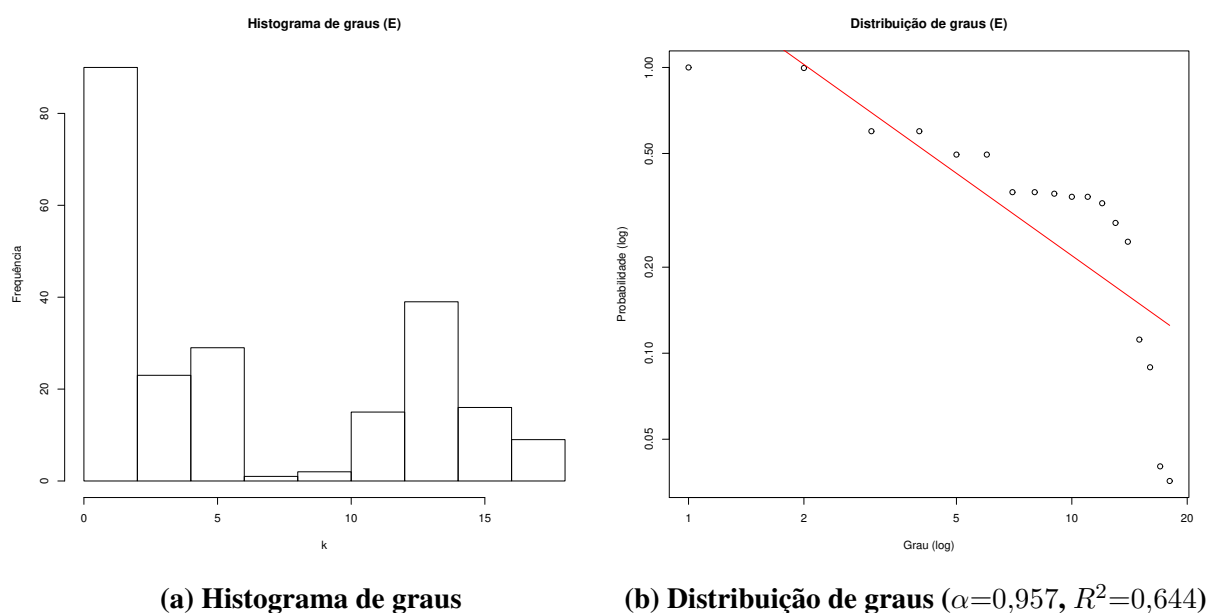 Histograma de graus (E)
Frequência
80
60
40
20
0
0 5 10 15
k
(a) Histograma de graus
Distribuição de graus (E)
Probabilidade (log)
1.00
0.50
0.20
0.10
0.05
1 2 5 10 20
Grau (log)
(b) Distribuição de graus (α=0,957, R²=0,644)